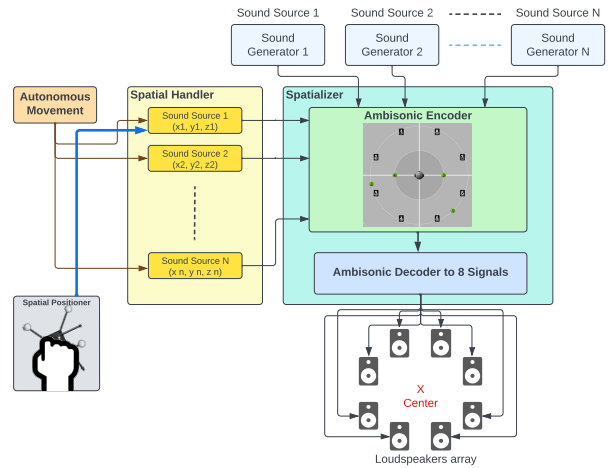 Sound Source 1
Sound Source 2
Sound Source N
Sound
Generator 1
Sound
Generator 2
Sound
Generator N
Autonomous
Movement
Spatial Handler
Spatializer
Sound Source 1
(x1, y1, z1)
Sound Source 2
(x2, y2, z2)
Sound Source N
(x n, y n, z n)
Ambisonic Encoder
Ambisonic Decoder to 8 Signals
Spatial Positioner
X
Center
Loudspeakers array